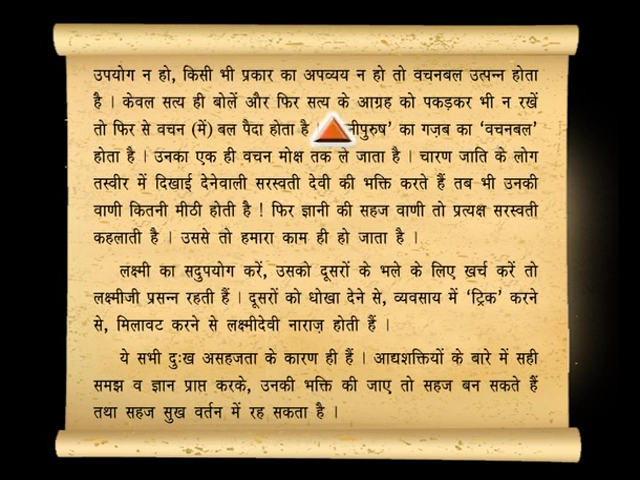 उपयोग न हो, किसी भी प्रकार का अपव्यय न हो तो वचनबल उत्पन्न होता
है । केवल सत्य ही बोलें और फिर सत्य के आग्रह को पकड़कर भी न रखें
तो फिर से वचन (में) बल पैदा होता है नीपुरुष’ का गज़ब का ‘वचनबल’
होता है । उनका एक ही वचन मोक्ष तक ले जाता है । चारण जाति के लोग
तस्वीर में दिखाई देनेवाली सरस्वती देवी की भक्ति करते हैं तब भी उनकी
वाणी कितनी मीठी होती है ! फिर ज्ञानी की सहज वाणी तो प्रत्यक्ष सरस्वती
कहलाती है । उससे तो हमारा काम ही हो जाता है ।
लक्ष्मी का सदुपयोग करें, उसको दूसरों के भले के लिए खर्च करें तो
लक्ष्मीजी प्रसन्न रहती हैं । दूसरों को धोखा देने से, व्यवसाय में ‘ट्रिक’ करने
से, मिलावट करने से लक्ष्मीदेवी नाराज़ होती हैं ।
ये सभी दुःख असहजता के कारण ही हैं । आद्यशक्तियों के बारे में सही
समझ व ज्ञान प्राप्त करके, उनकी भक्ति की जाए तो सहज बन सकते हैं
तथा सहज सुख वर्तन में रह सकता है ।